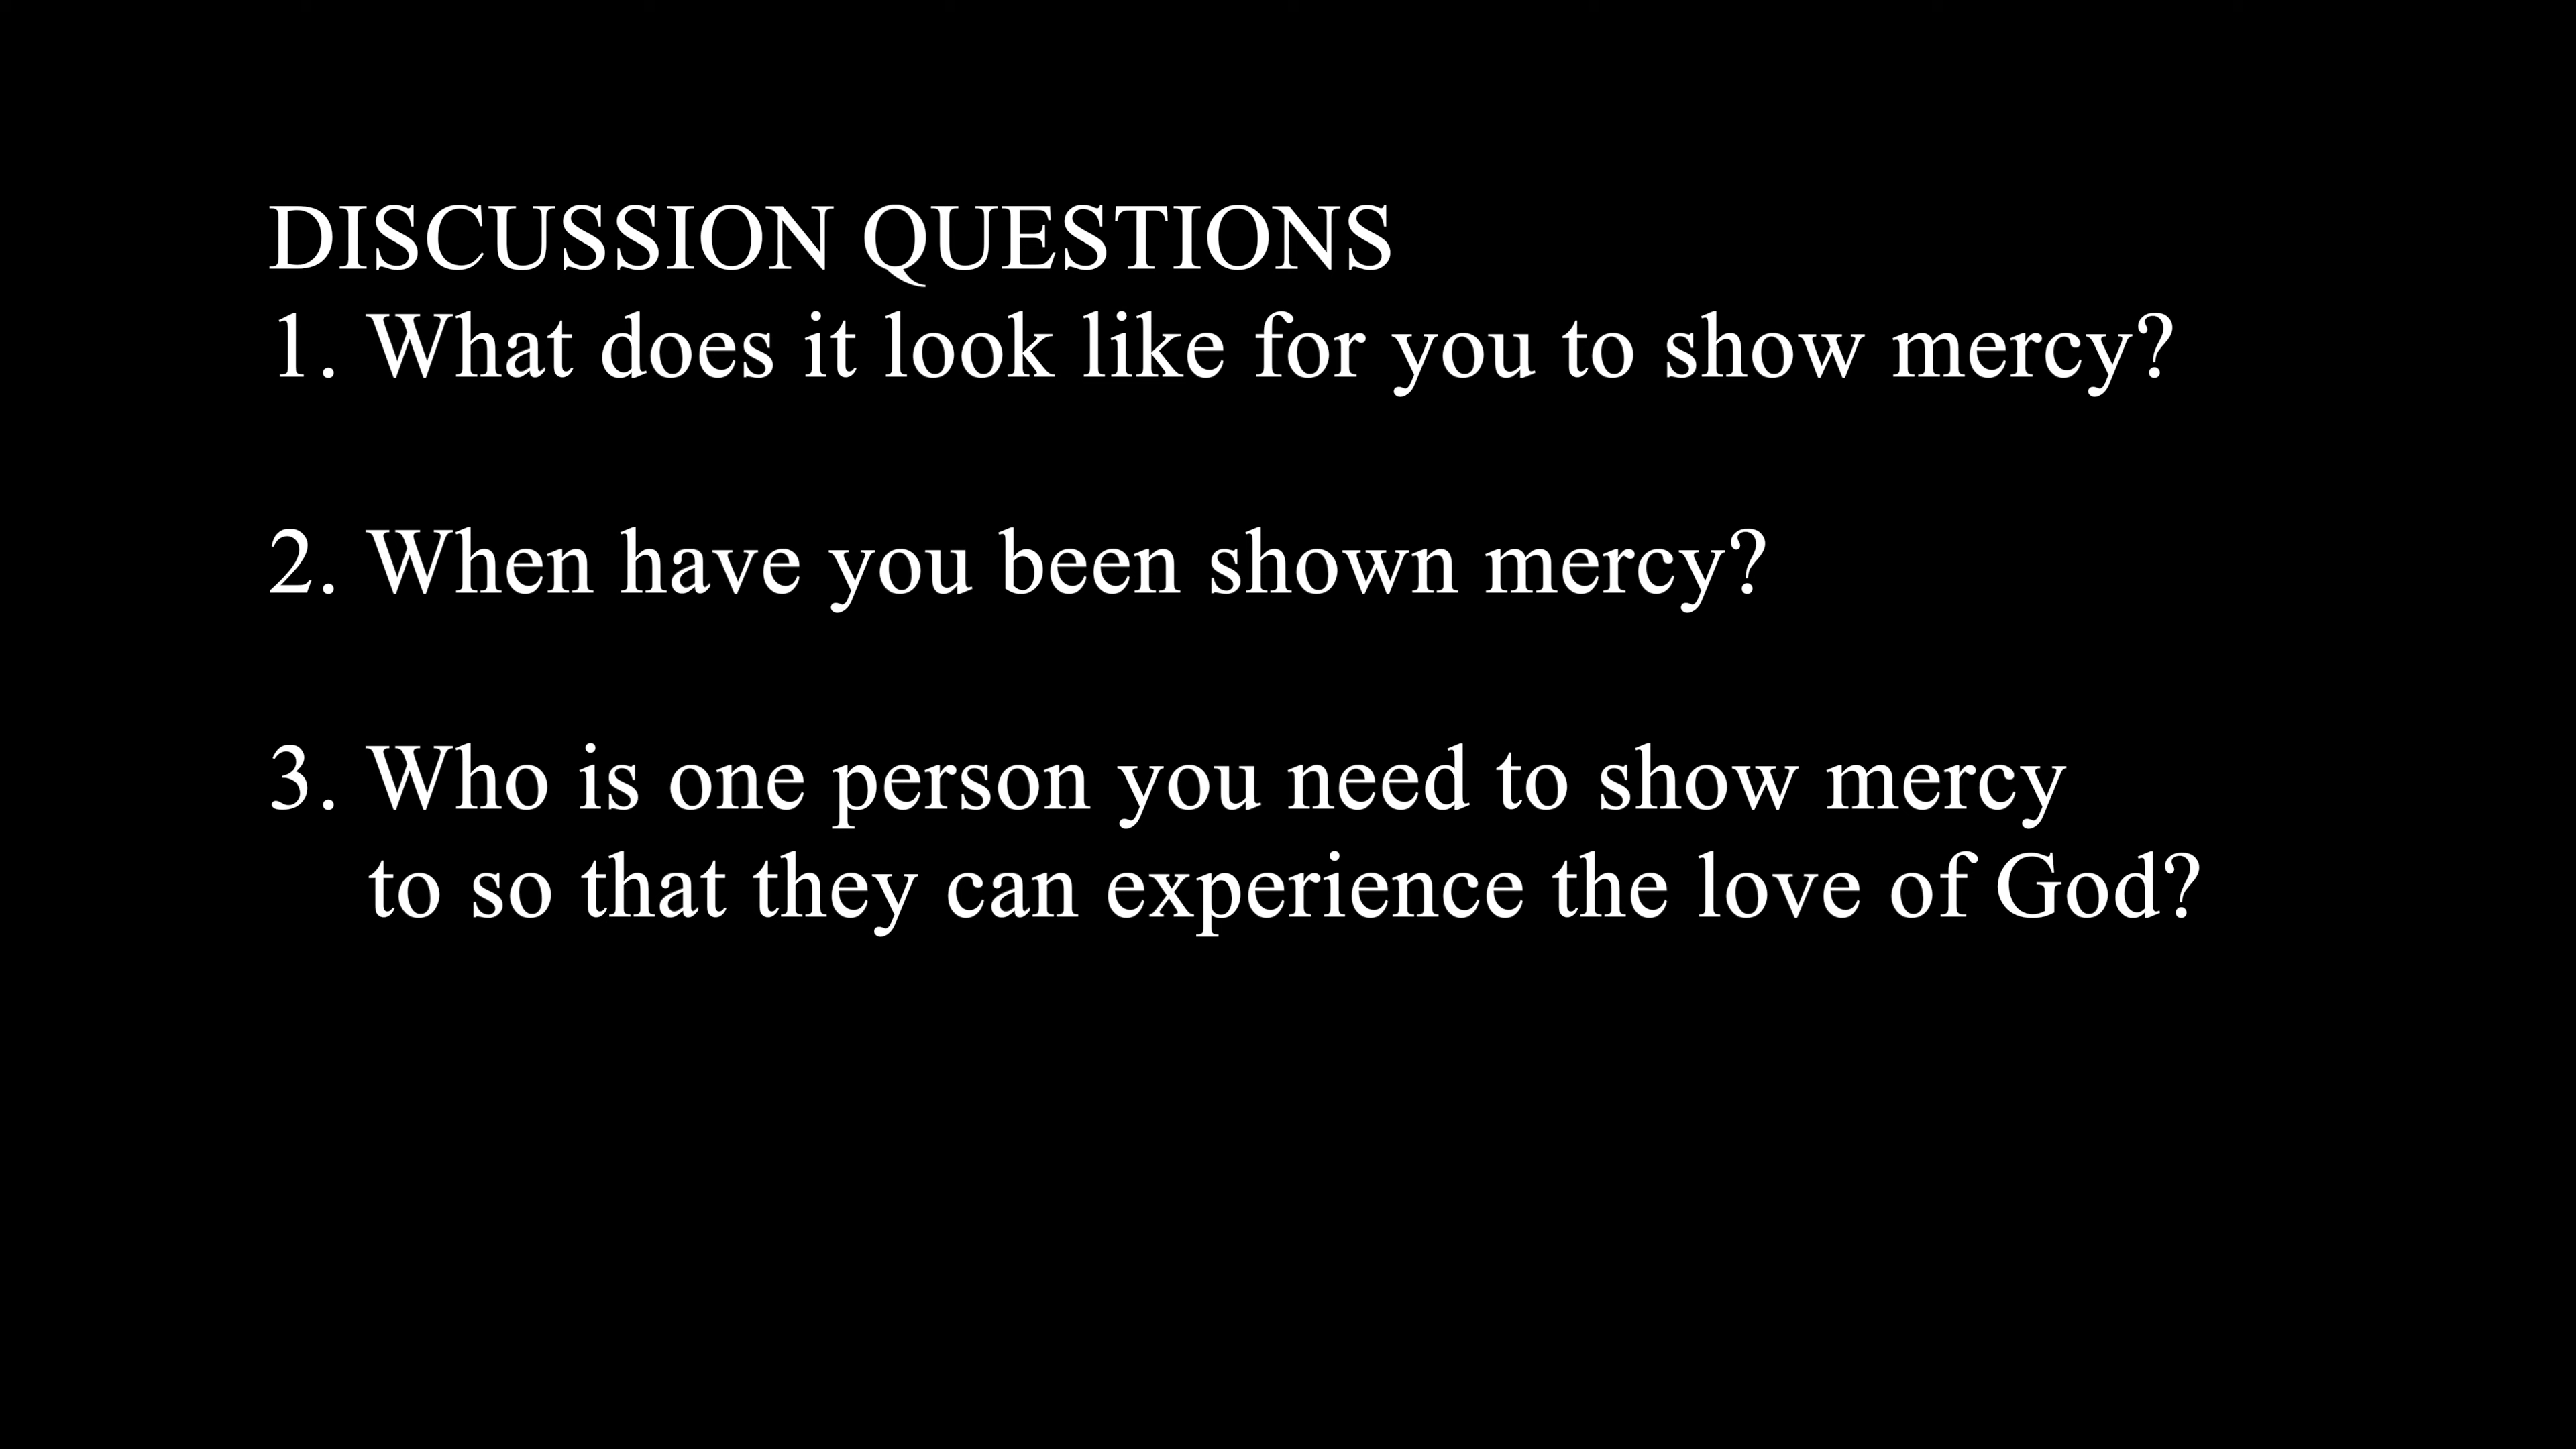 DISCUSSION QUESTIONS
1. What does it look like for you to show mercy?
2. When have you been shown mercy?
3. Who is one person you need to show mercy
to so that they can experience the love of God?